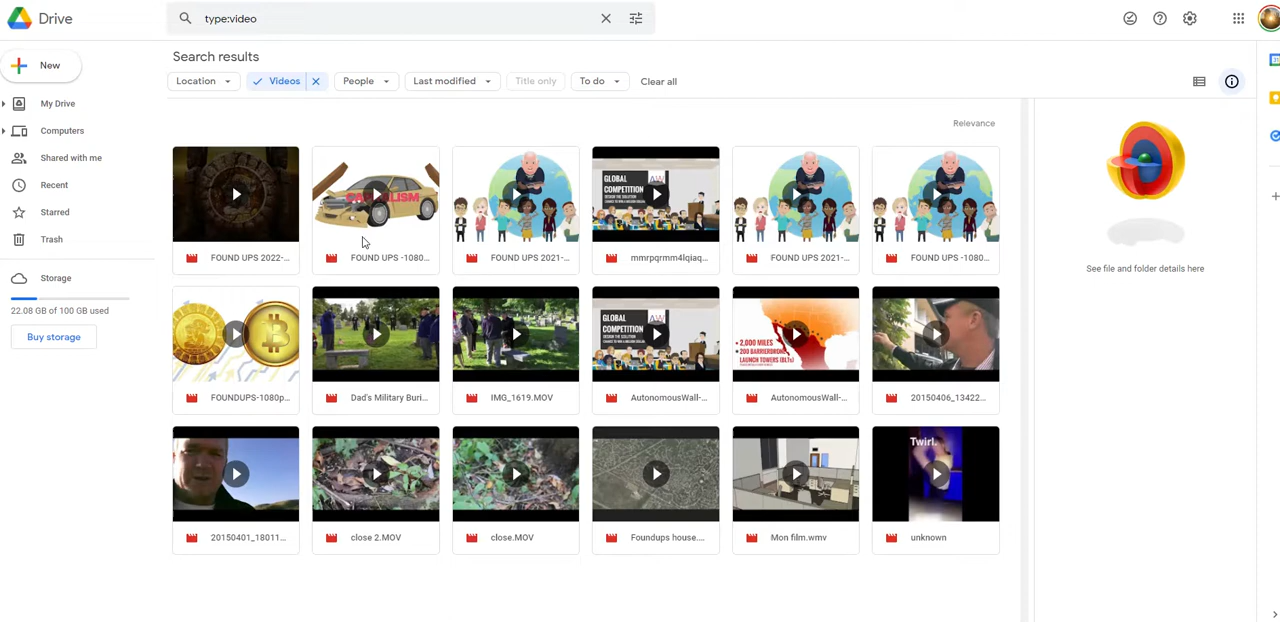 Drive
type:video
New
My Drive
Computers
Shared with me
Recent
Starred
Trash
Storage
22.08 GB of 100 GB used
Buy storage
Search results
Location
Videos
People
Last modified
Title only
To do
Clear all
Relevance
CAPITALISM
GLOBAL
COMPETITION
FOUND UPS 2022-...
FOUND UPS -1080...
FOUND UPS 2021-...
mmrpqrmm4lqiaq...
FOUND UPS 2021-...
FOUND UPS -1080...
GLOBAL
COMPETITION
• 2,000 MILES
LAUNCH TOWERS (BLTs)
FOUNDUPS-1080p...
Dad's Military Buri...
IMG_1619.MOV
AutonomousWall-...
AutonomousWall-...
20150406_13422...
Twirl.
20150401_18011...
close 2.MOV
close.MOV
Foundups house....
Mon film.wmv
unknown
See file and folder details here